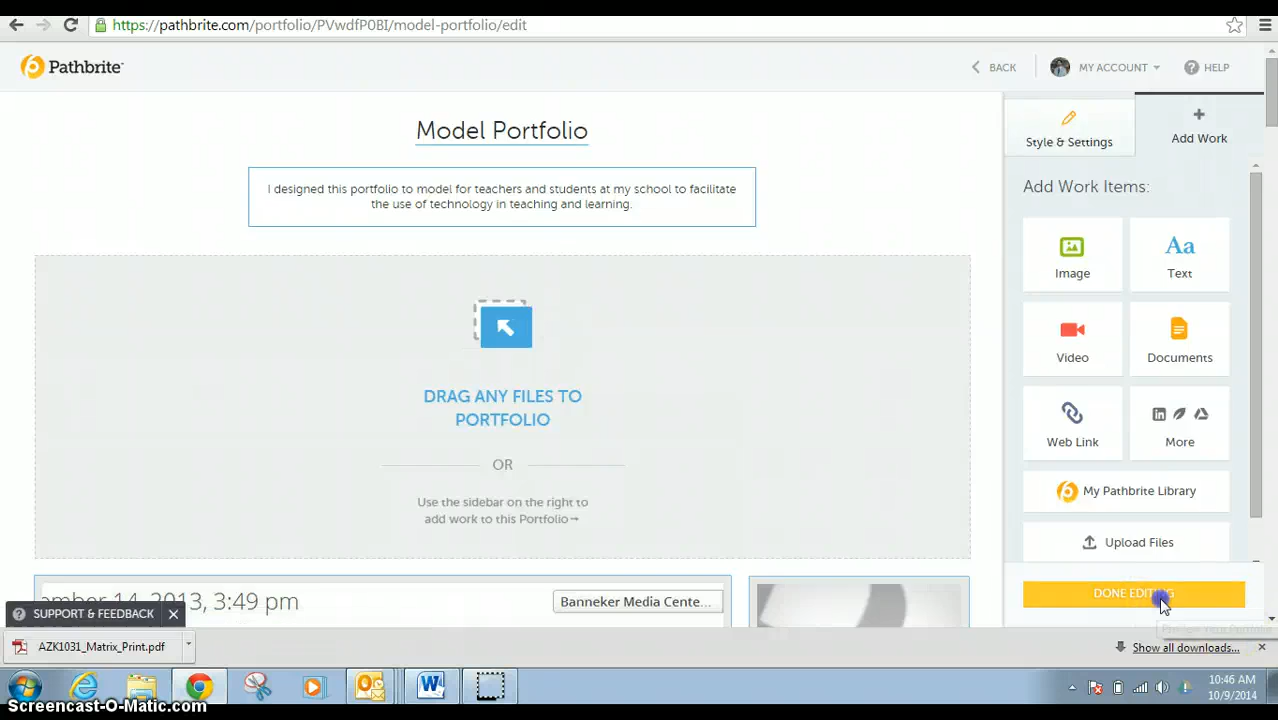 https://pathbrite.com/portfolio/PVwdfP0BI/model-portfolio/edit
Pathbrite
BACK
MY ACCOUNT
HELP
Model Portfolio
I designed this portfolio to model for teachers and students at my school to facilitate
the use of technology in teaching and learning.
DRAG ANY FILES TO
PORTFOLIO
OR
Use the sidebar on the right to
add work to this Portfolio→
Style & Settings
Add Work
Add Work Items:
Image
Aa
Text
Video
Documents
Web Link
More
My Pathbrite Library
Upload Files
DONE EDITING
14, 2013, 3:49 pm
Banneker Media Cente...
SUPPORT & FEEDBACK
AZK1031_Matrix_Print.pdf
Show all downloads...
10:46 AM
10/9/2014
Screencast-O-Matic.com